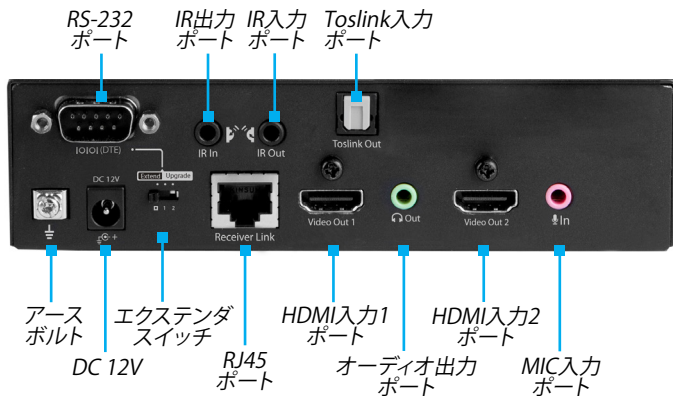 RS-232
ポート
IR出力
ポート
IR入力
ポート
Toslink入力
ポート
IOIOI (DTE)
IR In
IR Out
Toslink Out
DC 12V
Extend
Upgrade
1 2
Receiver Link
Video Out 1
Out
Video Out 2
In
アース
ボルト
DC 12V
エクステンダ
スイッチ
RJ45
ポート
HDMI入力1
ポート
オーディオ出力
ポート
HDMI入力2
ポート
MIC入力
ポート